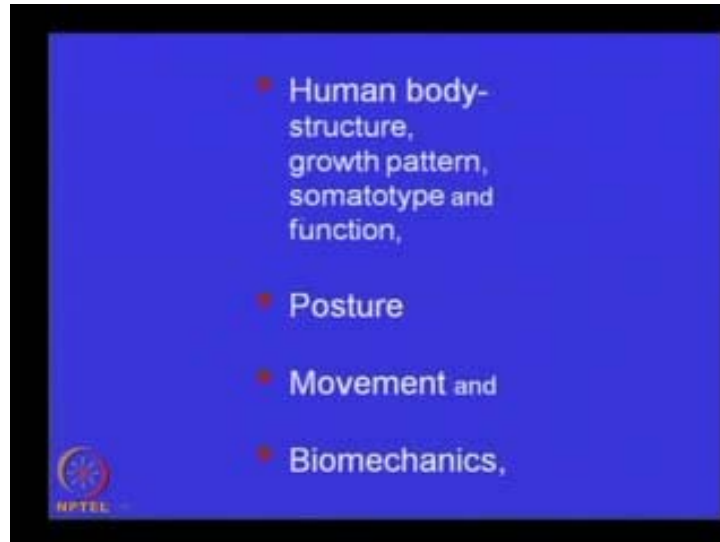 Human body-
structure,
growth pattern,
somatotype and
function,
Posture
Movement and
Biomechanics,
NPTEL